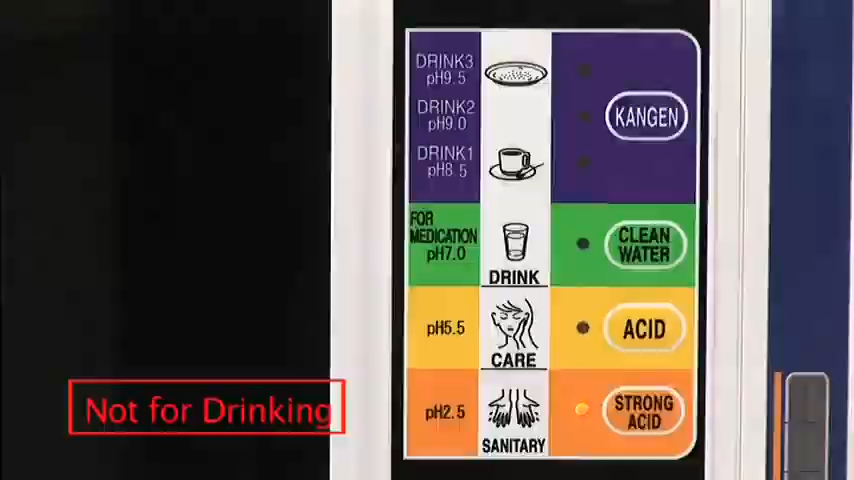 DRINK3
pH9.5
DRINK2
pH9.0
DRINK1
pH8.5
KANGEN
FOR
MEDICATION
pH7.0
DRINK
CLEAN
WATER
pH5.5
CARE
ACID
Not for Drinking
pH2.5
SANITARY
STRONG
ACID